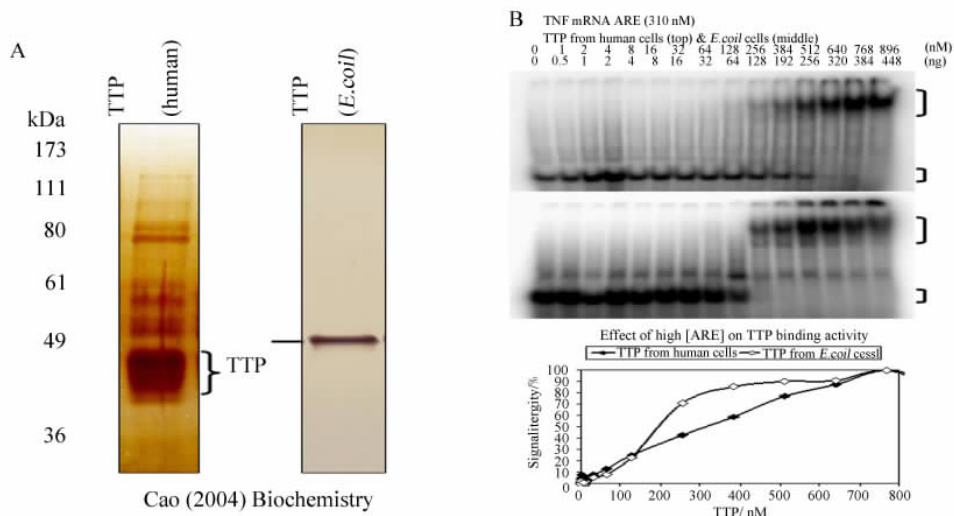 A
TTP
(human)
TTP
(E.coil)
kDa
173
111
80
61
49
36
TTP
Cao (2004) Biochemistry
B
TNF mRNA ARE (310 nM)
TTP from human cells (top) & E.coil cells (middle)
0 1 2 4 8 16 32 64 128 256 384 512 640 768 896 (nM)
0 0.5 1 2 4 8 16 32 64 128 192 256 320 384 448 (ng)
Effect of high [ARE] on TTP binding activity
TTP from human cells TTP from E.coil cessl
Signalitergity/%
100
90
80
70
60
50
40
30
20
10
0
0 100 200 300 400 500 600 700 800
TTP/ nM